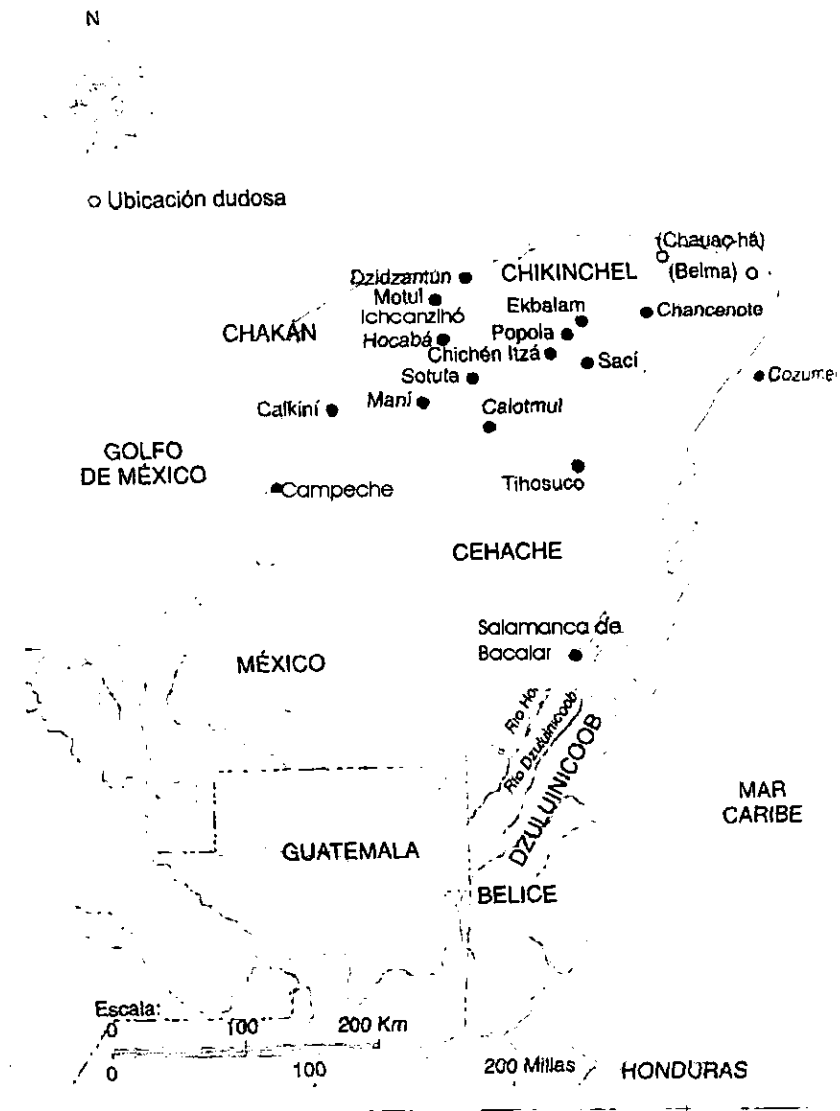 N
○ Ubicación dudosa
(Chauac-há)
Dzidzantún
CHIKINCHEL
(Belma) ○
Motul
Ekbalam
Chancenote
Ichcanzihó
CHAKÁN
Popola
Hocabá
Chichén Itzá
Sací
Sotuta
Cozume
Calkiní
Maní
Calotmul
GOLFO
DE MÉXICO
Tihosuco
Campeche
CEHACHE
Salamanca de
Bacalar
MÉXICO
Río Ho
Río Dzuluinicoob
DZULUINICOOB
MAR
CARIBE
GUATEMALA
BELICE
Escala:
0 100 200 Km
0 100 200 Millas
HONDURAS